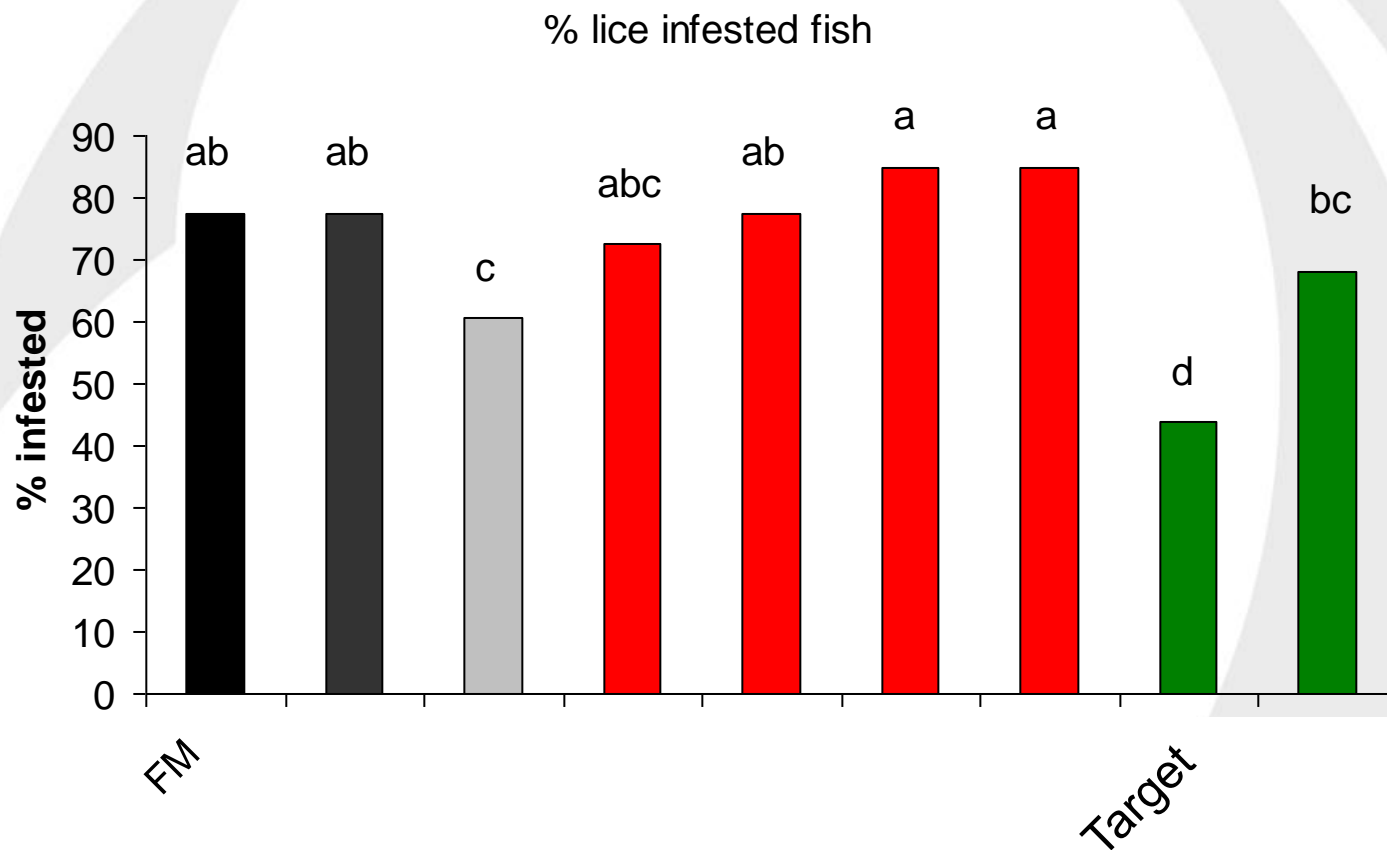 % lice infested fish
% infested
90
80
70
60
50
40
30
20
10
0
ab
ab
c
abc
ab
a
a
d
bc
FM
Target